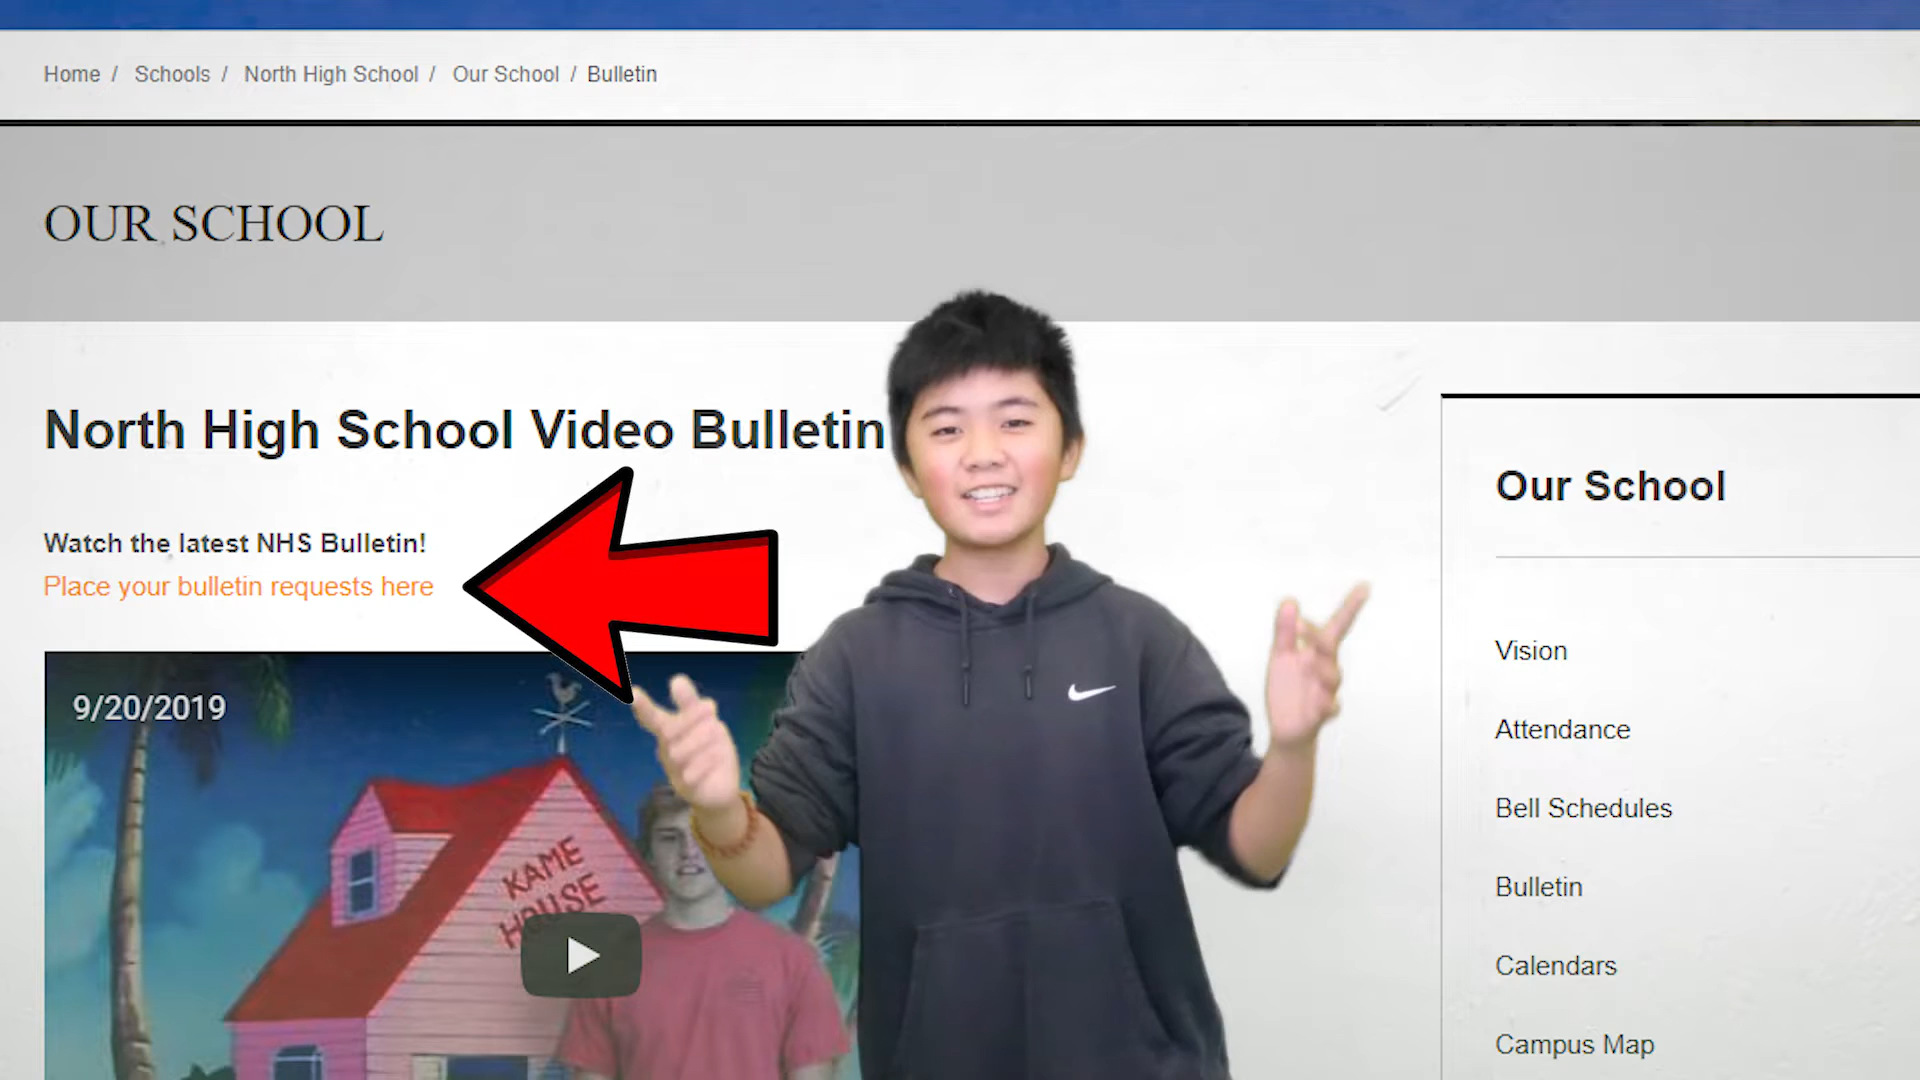 Home / Schools / North High School / Our School / Bulletin
OUR SCHOOL
North High School Video Bulletin
Watch the latest NHS Bulletin!
Place your bulletin requests here
9/20/2019
KAME
HOUSE
Our School
Vision
Attendance
Bell Schedules
Bulletin
Calendars
Campus Map